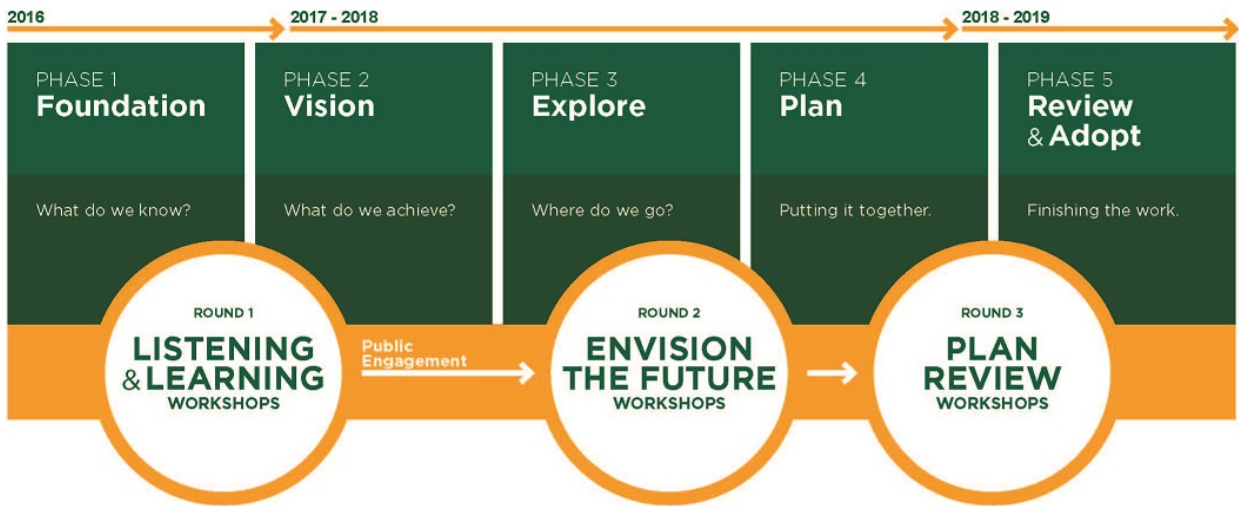 2016
2017 - 2018
2018 - 2019
PHASE 1
Foundation
What do we know?
PHASE 2
Vision
What do we achieve?
PHASE 3
Explore
Where do we go?
PHASE 4
Plan
Putting it together.
PHASE 5
Review
& Adopt
Finishing the work.
ROUND 1
LISTENING
& LEARNING
WORKSHOPS
Public
Engagement
ROUND 2
ENVISION
THE FUTURE
WORKSHOPS
ROUND 3
PLAN
REVIEW
WORKSHOPS